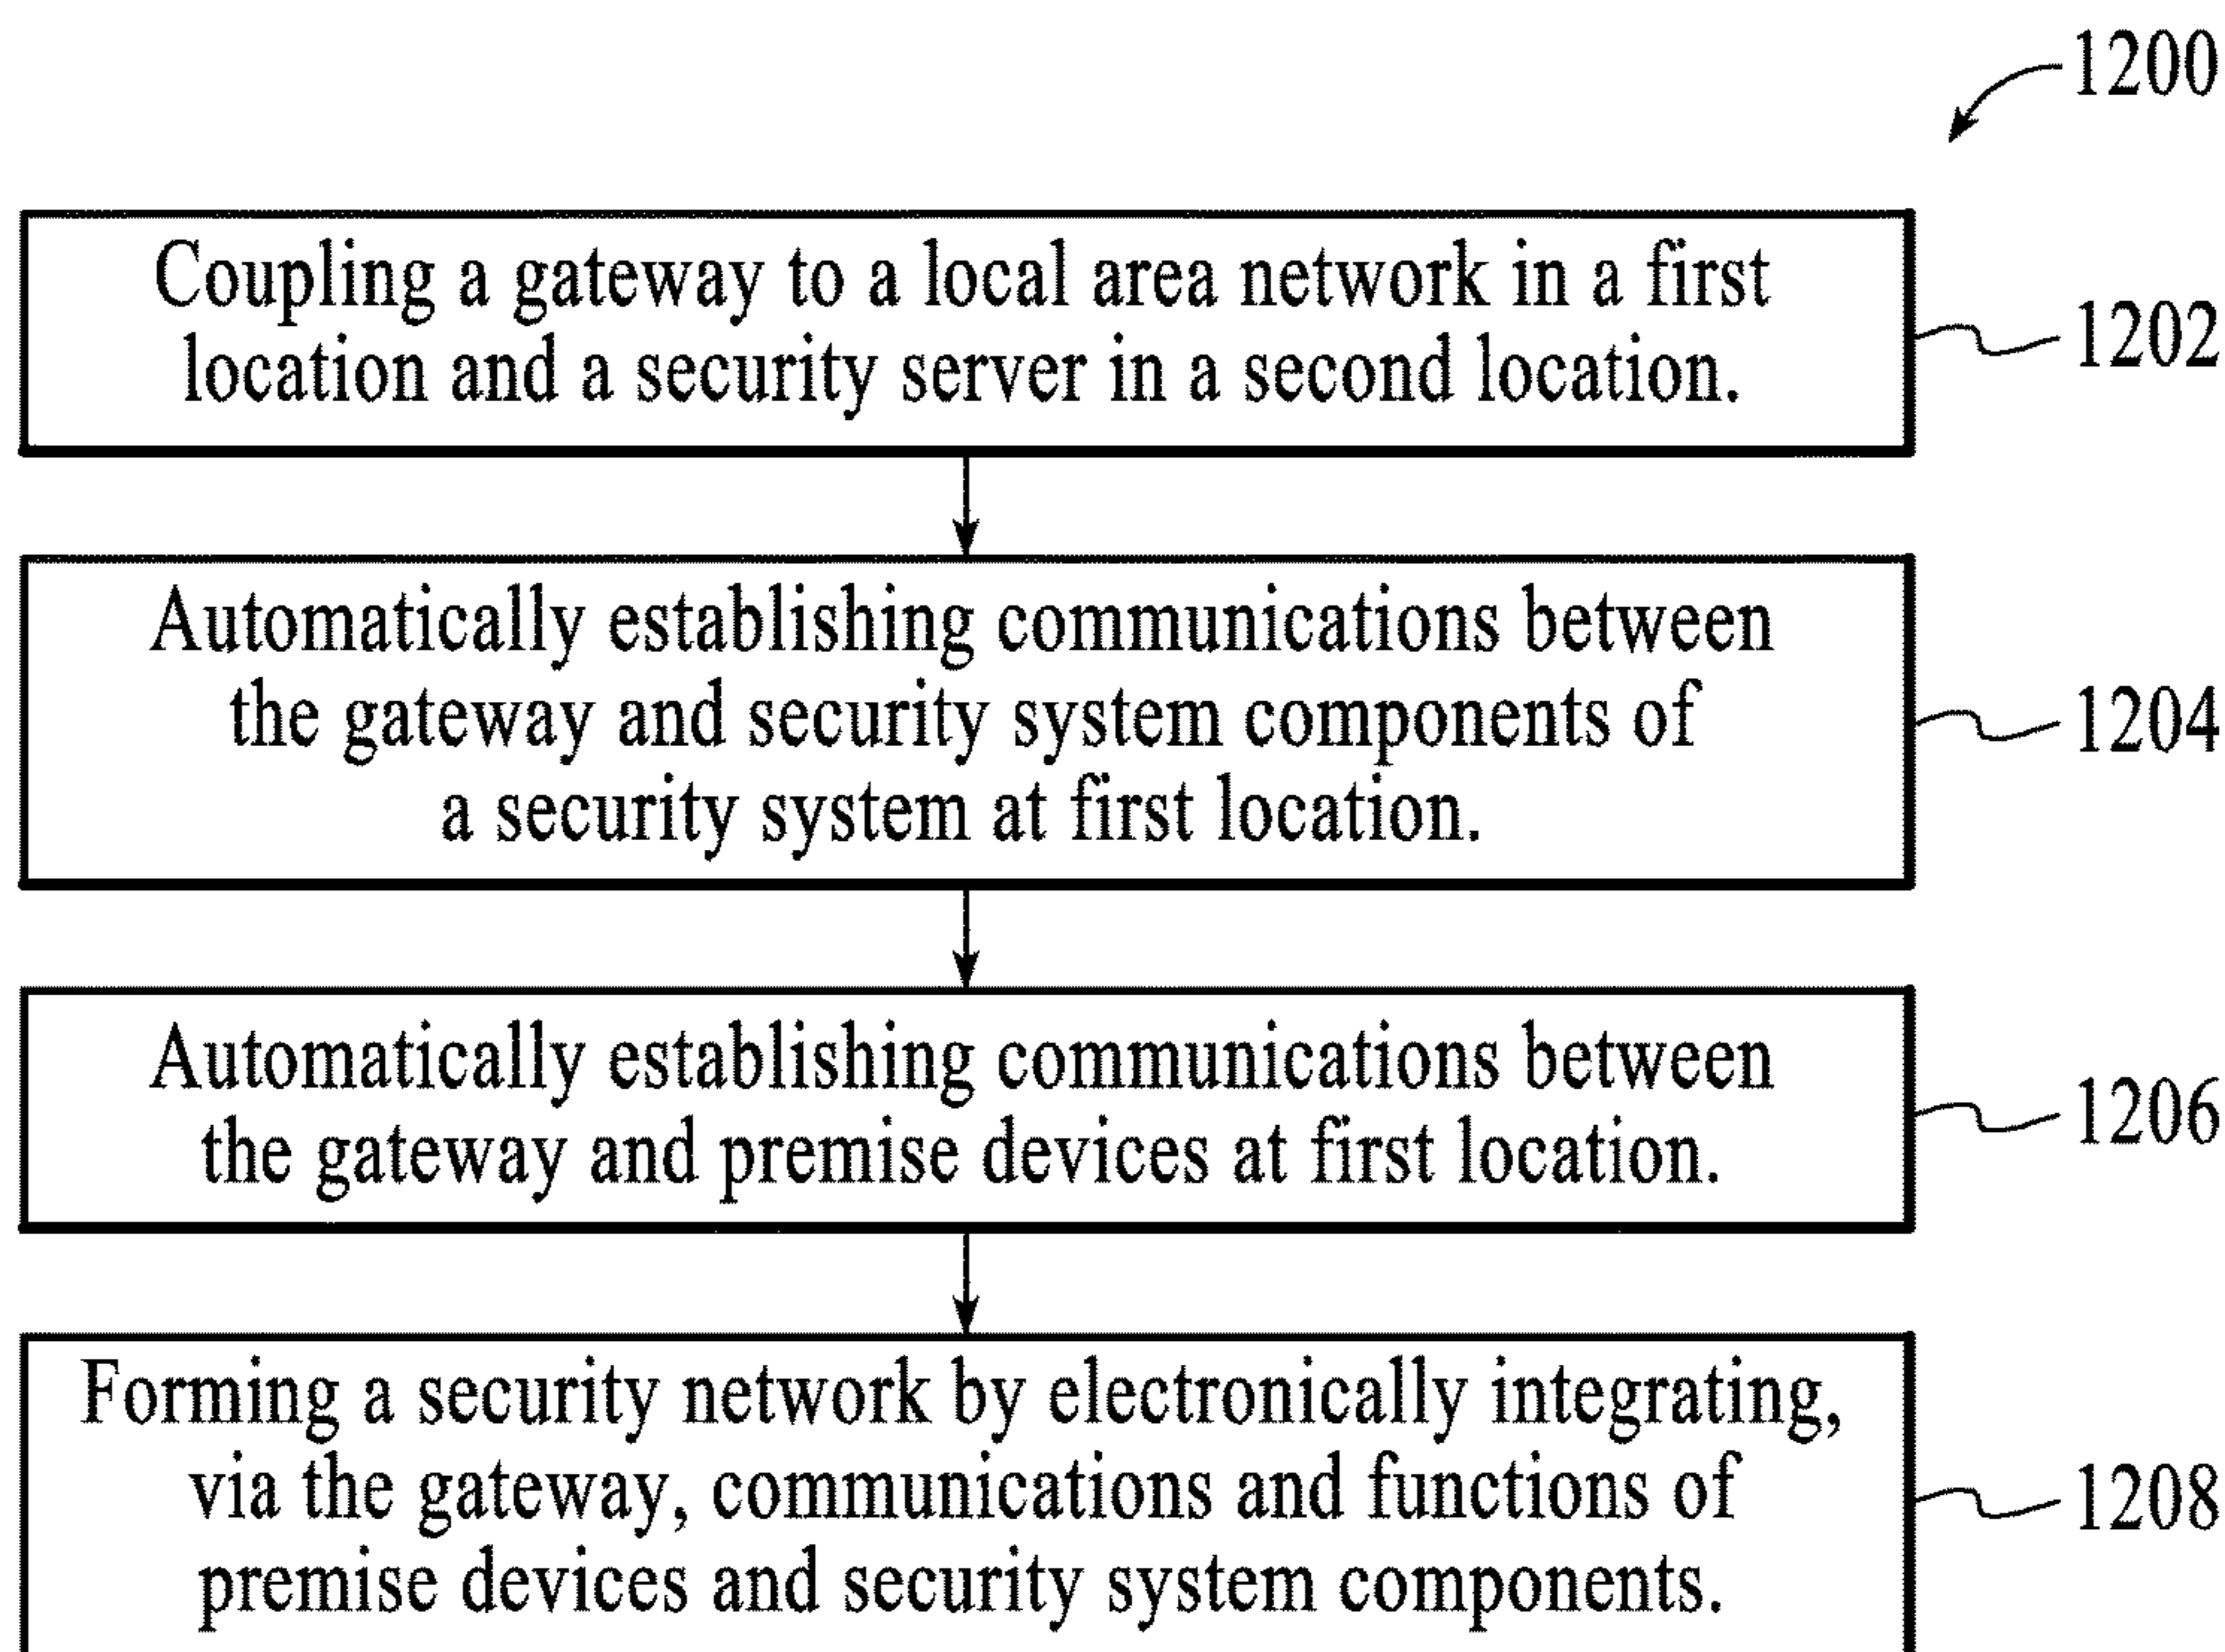 1200
Coupling a gateway to a local area network in a first
location and a security server in a second location.
1202
Automatically establishing communications between
the gateway and security system components of
a security system at first location.
1204
Automatically establishing communications between
the gateway and premise devices at first location.
1206
Forming a security network by electronically integrating,
via the gateway, communications and functions of
premise devices and security system components.
1208